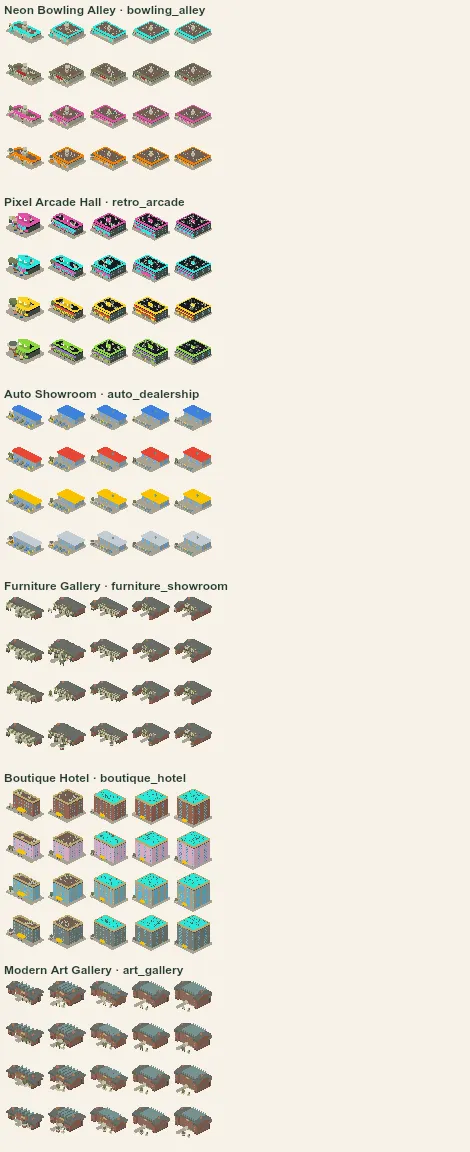 Neon Bowling Alley · bowling_alley
Pixel Arcade Hall · retro_arcade
Auto Showroom · auto_dealership
Furniture Gallery · furniture_showroom
Boutique Hotel · boutique_hotel
Modern Art Gallery · art_gallery